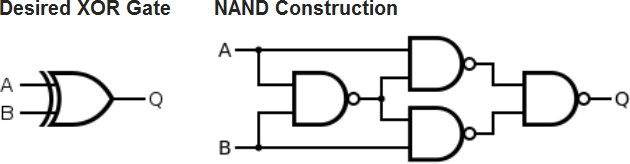 Desired XOR Gate
NAND Construction
A
B
Q
A
B
Q